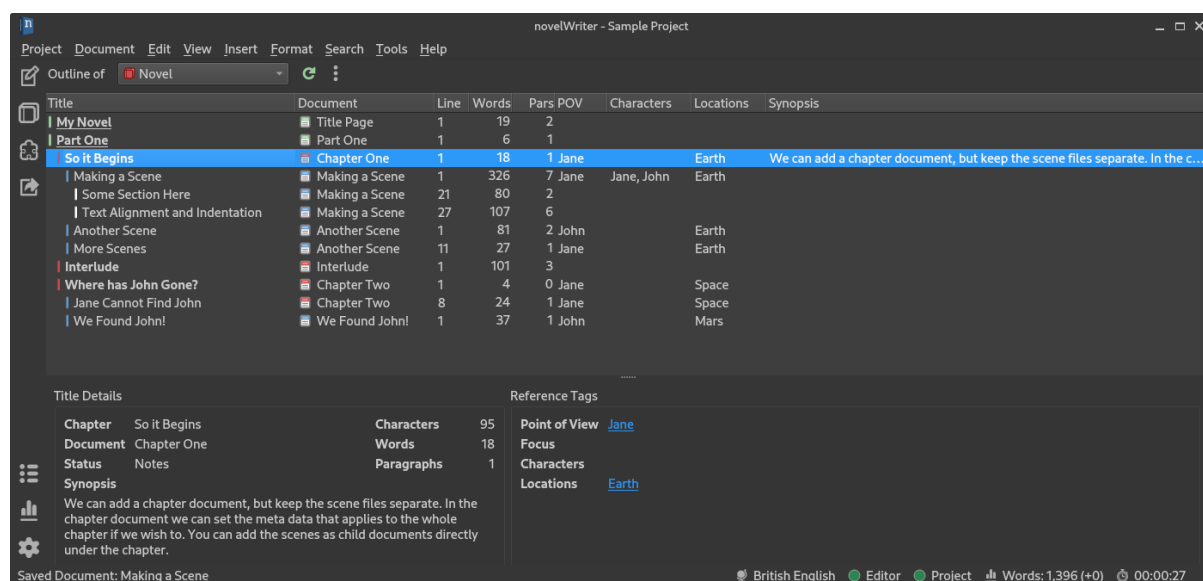 n novelWriter - Sample Project
Project Document Edit View Insert Format Search Tools Help
Outline of Novel
Title Document Line Words Pars POV Characters Locations Synopsis
My Novel Title Page 1 19 2
Part One Part One 1 6 1
So it Begins Chapter One 1 18 1 Jane Earth We can add a chapter document, but keep the scene files separate. In the c...
Making a Scene Making a Scene 1 326 7 Jane Jane, John Earth
Some Section Here Making a Scene 21 80 2
Text Alignment and Indentation Making a Scene 27 107 6
Another Scene Another Scene 1 81 2 John Earth
More Scenes Another Scene 11 27 1 Jane Earth
Interlude Interlude 1 101 3
Where has John Gone? Chapter Two 1 4 0 Jane Space
Jane Cannot Find John Chapter Two 8 24 1 Jane Space
We Found John! We Found John! 1 37 1 John Mars
Title Details
Chapter So it Begins Characters 95
Document Chapter One Words 18
Status Notes Paragraphs 1
Synopsis
We can add a chapter document, but keep the scene files separate. In the
chapter document we can set the meta data that applies to the whole
chapter if we wish to. You can add the scenes as child documents directly
under the chapter.
Reference Tags
Point of View Jane
Focus
Characters
Locations Earth
Saved Document: Making a Scene British English Editor Project Words: 1,396 (+0) 00:00:27